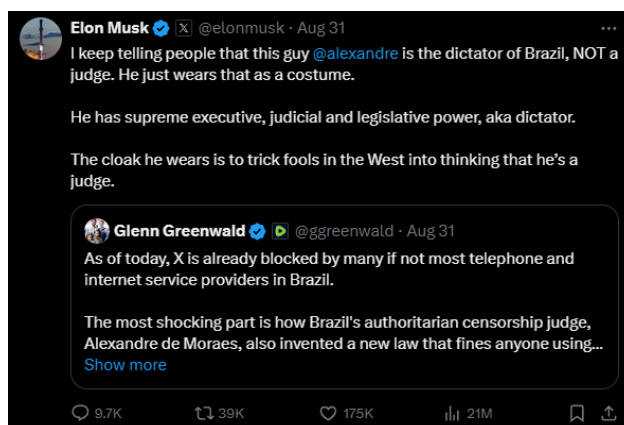 Elon Musk @elonmusk · Aug 31
I keep telling people that this guy @alexandre is the dictator of Brazil, NOT a
judge. He just wears that as a costume.
He has supreme executive, judicial and legislative power, aka dictator.
The cloak he wears is to trick fools in the West into thinking that he's a
judge.
Glenn Greenwald @ggreenwald · Aug 31
As of today, X is already blocked by many if not most telephone and
internet service providers in Brazil.
The most shocking part is how Brazil's authoritarian censorship judge,
Alexandre de Moraes, also invented a new law that fines anyone using...
Show more
9.7K 39K 175K 21M